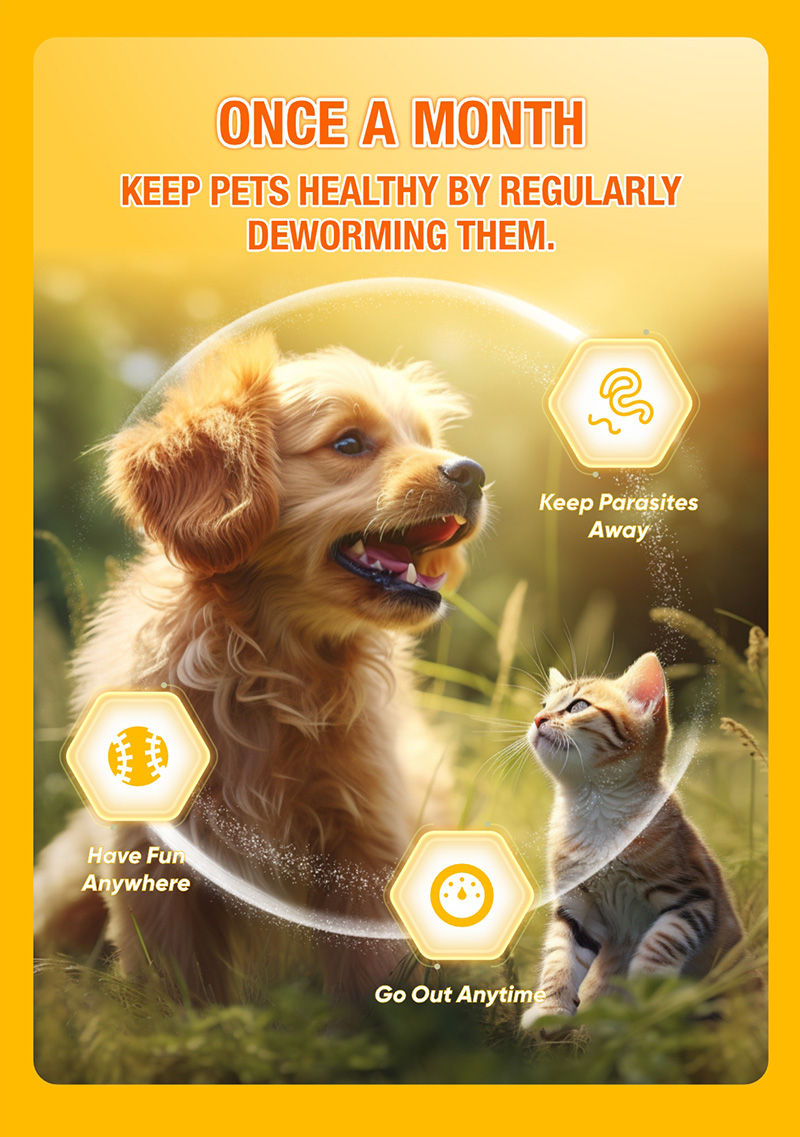 ONCE A MONTH
KEEP PETS HEALTHY BY REGULARLY
DEWORMING THEM.
Keep Parasites
Away
Have Fun
Anywhere
Go Out Anytime